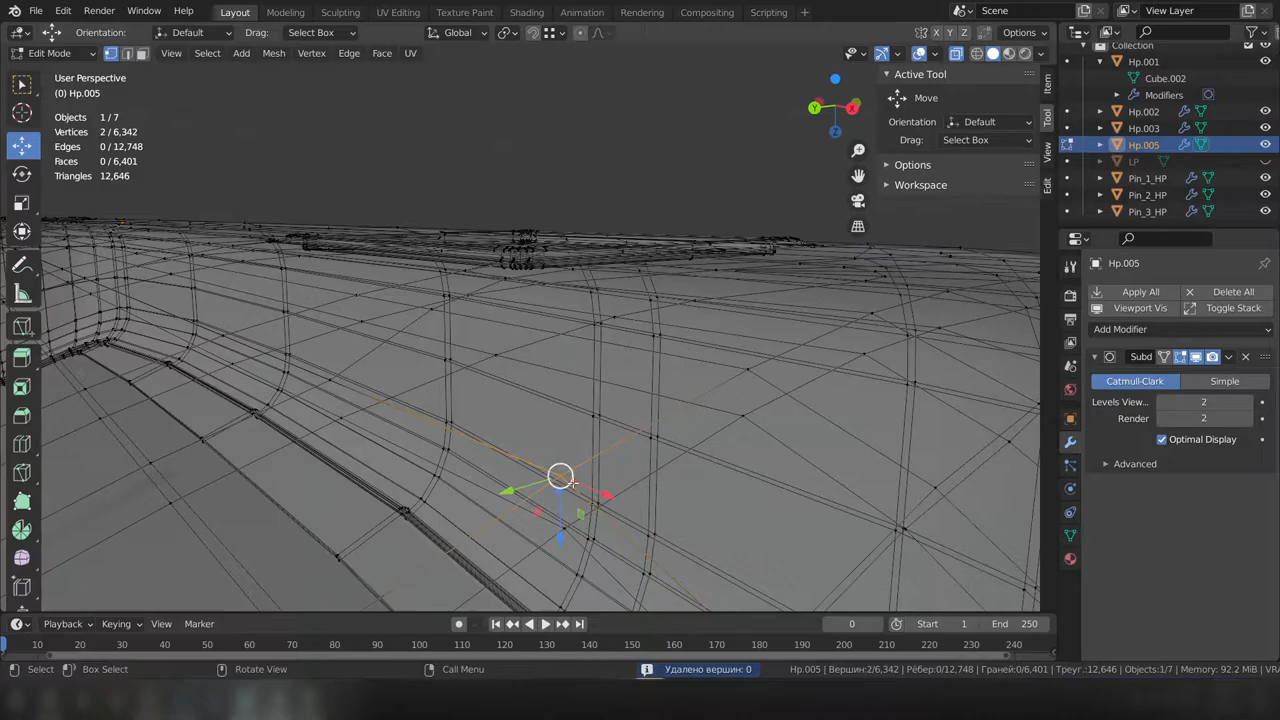 File Edit Render Window Help Layout Modeling Sculpting UV Editing Texture Paint Shading Animation Rendering Compositing Scripting + Scene View Layer
Orientation: Default Drag: Select Box Global X Y Z Options
Edit Mode View Select Add Mesh Vertex Edge Face UV
User Perspective
(0) Hp.005
Objects 1/7
Vertices 2/6,342
Edges 0/12,748
Faces 0/6,401
Triangles 12,646
Y X Z
Active Tool
Move
Orientation Default
Drag: Select Box
Options
Workspace
Item
Tool
View
Edit
Collection
Hp.001
Cube.002
Modifiers
Hp.002
Hp.003
Hp.005
LP
Pin_1_HP
Pin_2_HP
Pin_3_HP
Hp.005
Apply All Delete All
Viewport Vis Toggle Stack
Add Modifier
Subd
Catmull-Clark Simple
Levels View... 2
Render 2
Optimal Display
Advanced
Playback Keying View Marker 0 Start 1 End 250
10 20 30 40 50 60 70 80 90 100 110 120 130 140 150 160 170 180 190 200 210 220 230 240
Select Box Select Rotate View Call Menu Удалено вершин: 0 Hp.005 | Вершин:2/6,342 | Рёбер:0/12,748 | Граней:0/6,401 | Треуг.:12,646 | Objects:1/7 | Memory: 92.2 MiB | VRA